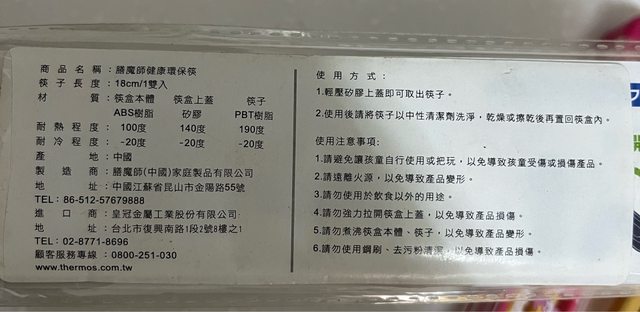 商品名稱：膳魔師健康環保筷
筷子長度：18cm/1雙入
材質：筷盒本體 筷盒上蓋 筷子
ABS樹脂 矽膠 PBT樹脂
耐熱程度：100度 140度 190度
耐冷程度：-20度 -20度 -20度
產地：中國
製造商：膳魔師(中國)家庭製品有限公司
地址：中國江蘇省昆山市金陽路55號
TEL：86-512-57679888
進口商：皇冠金屬工業股份有限公司
地址：台北市復興南路1段2號8樓之1
TEL：02-8771-8696
顧客服務專線：0800-251-030
www.thermos.com.tw
使用方式：
1.輕壓矽膠上蓋即可取出筷子。
2.使用後請將筷子以中性清潔劑洗淨，乾燥或擦乾後再置回筷盒內。
使用注意事項：
1.請避免讓孩童自行使用或把玩，以免導致孩童受傷或損傷產品。
2.請遠離火源，以免導致產品變形。
3.請勿使用於飲食以外的用途。
4.請勿強力拉開筷盒上蓋，以免導致產品損傷。
5.請勿煮沸筷盒本體、筷子，以免導致產品變形。
6.請勿使用鋼刷、去污粉清潔，以免導致產品損傷。